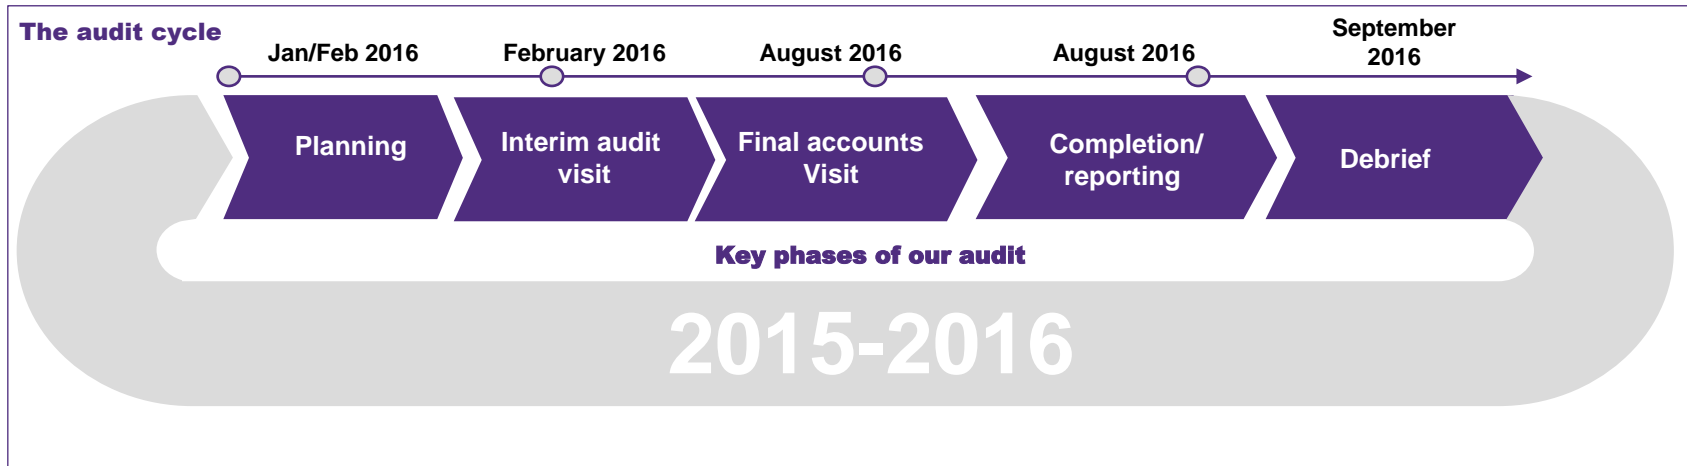 The audit cycle
Jan/Feb 2016
February 2016
August 2016
August 2016
September
2016
Planning
Interim audit
visit
Final accounts
Visit
Completion/
reporting
Debrief
Key phases of our audit
2015-2016